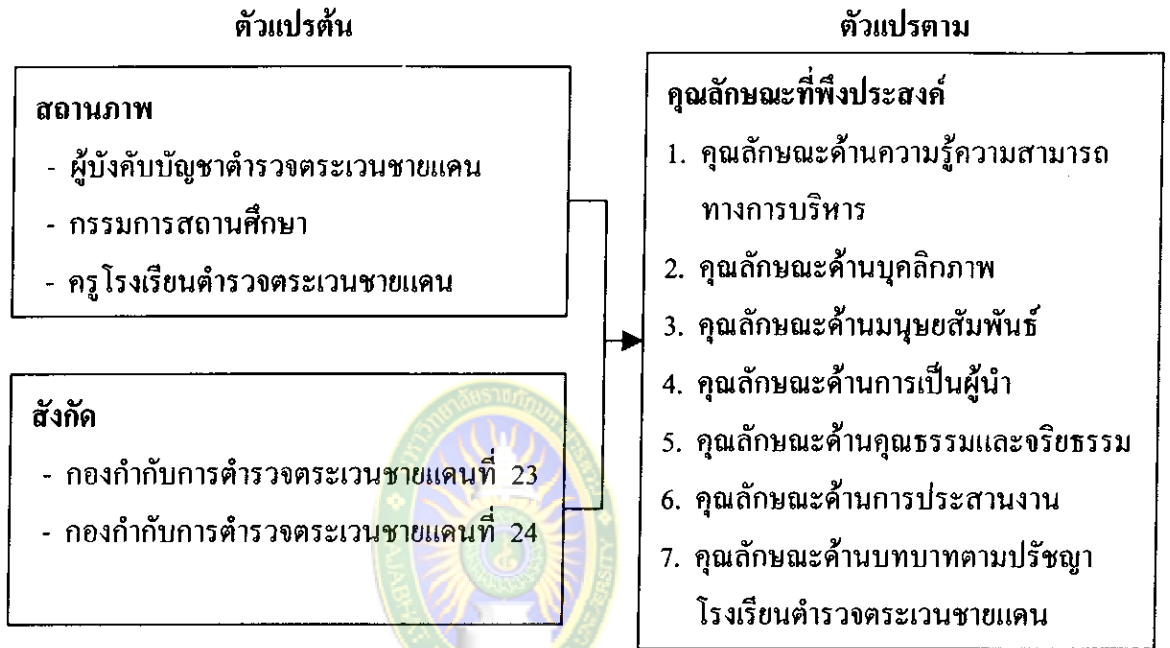 ตัวแปรต้น
สถานภาพ
- ผู้บังคับบัญชาตำรวจตระเวนชายแดน
- กรรมการสถานศึกษา
- ครูโรงเรียนตำรวจตระเวนชายแดน
สังกัด
- กองกำกับการตำรวจตระเวนชายแดนที่ 23
- กองกำกับการตำรวจตระเวนชายแดนที่ 24
ตัวแปรตาม
คุณลักษณะที่พึงประสงค์
1. คุณลักษณะด้านความรู้ความสามารถ
ทางการบริหาร
2. คุณลักษณะด้านบุคลิกภาพ
3. คุณลักษณะด้านมนุษยสัมพันธ์
4. คุณลักษณะด้านการเป็นผู้นำ
5. คุณลักษณะด้านคุณธรรมและจริยธรรม
6. คุณลักษณะด้านการประสานงาน
7. คุณลักษณะด้านบทบาทตามปรัชญา
โรงเรียนตำรวจตระเวนชายแดน